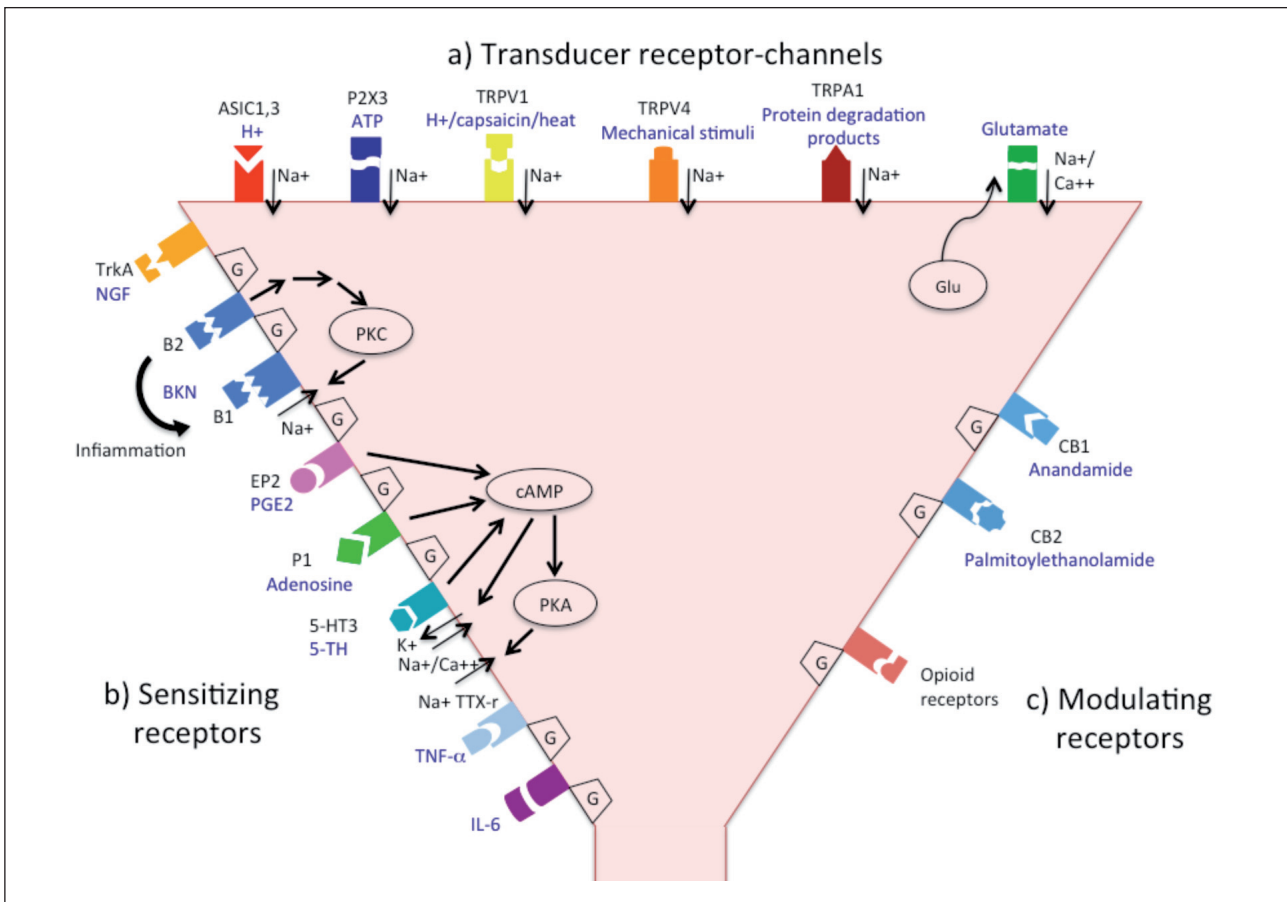 a) Transducer receptor-channels
ASIC1,3
H+
Na+
P2X3
ATP
Na+
TRPV1
H+/capsaicin/heat
Na+
TRPV4
Mechanical stimuli
Na+
TRPA1
Protein degradation
products
Na+
Glutamate
Na+/
Ca++
Glu
TrkA
NGF
G
B2
G
PKC
BKN
B1
Na+
Infiammation
G
EP2
PGE2
G
cAMP
P1
Adenosine
G
5-HT3
5-TH
K+
Na+/Ca++
PKA
Na+ TTX-r
b) Sensitizing
receptors
TNF-α
G
IL-6
G
G
CB1
Anandamide
G
CB2
Palmitoylethanolamide
G
Opioid
receptors
c) Modulating
receptors